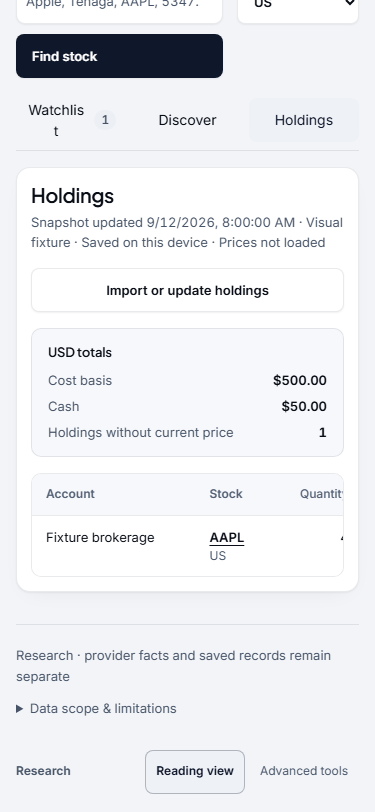 Apple, Tenaga, AAPL, 5347.
US
Find stock
Watchlis
t
1
Discover
Holdings
Holdings
Snapshot updated 9/12/2026, 8:00:00 AM · Visual
fixture · Saved on this device · Prices not loaded
Import or update holdings
USD totals
Cost basis $500.00
Cash $50.00
Holdings without current price 1
Account Stock
Fixture brokerage AAPL
US
Research · provider facts and saved records remain
separate
Data scope & limitations
Research Reading view Advanced tools